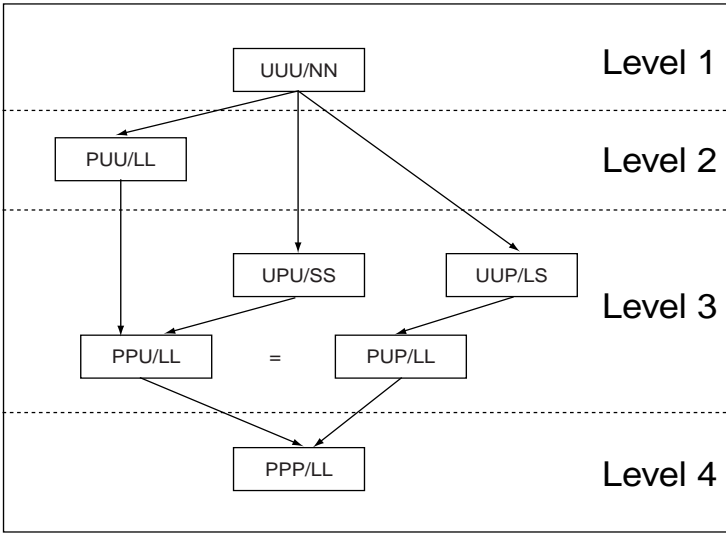 UUU/NN
Level 1
PUU/LL
Level 2
UPU/SS
UUP/LS
Level 3
PPU/LL = PUP/LL
PPP/LL
Level 4